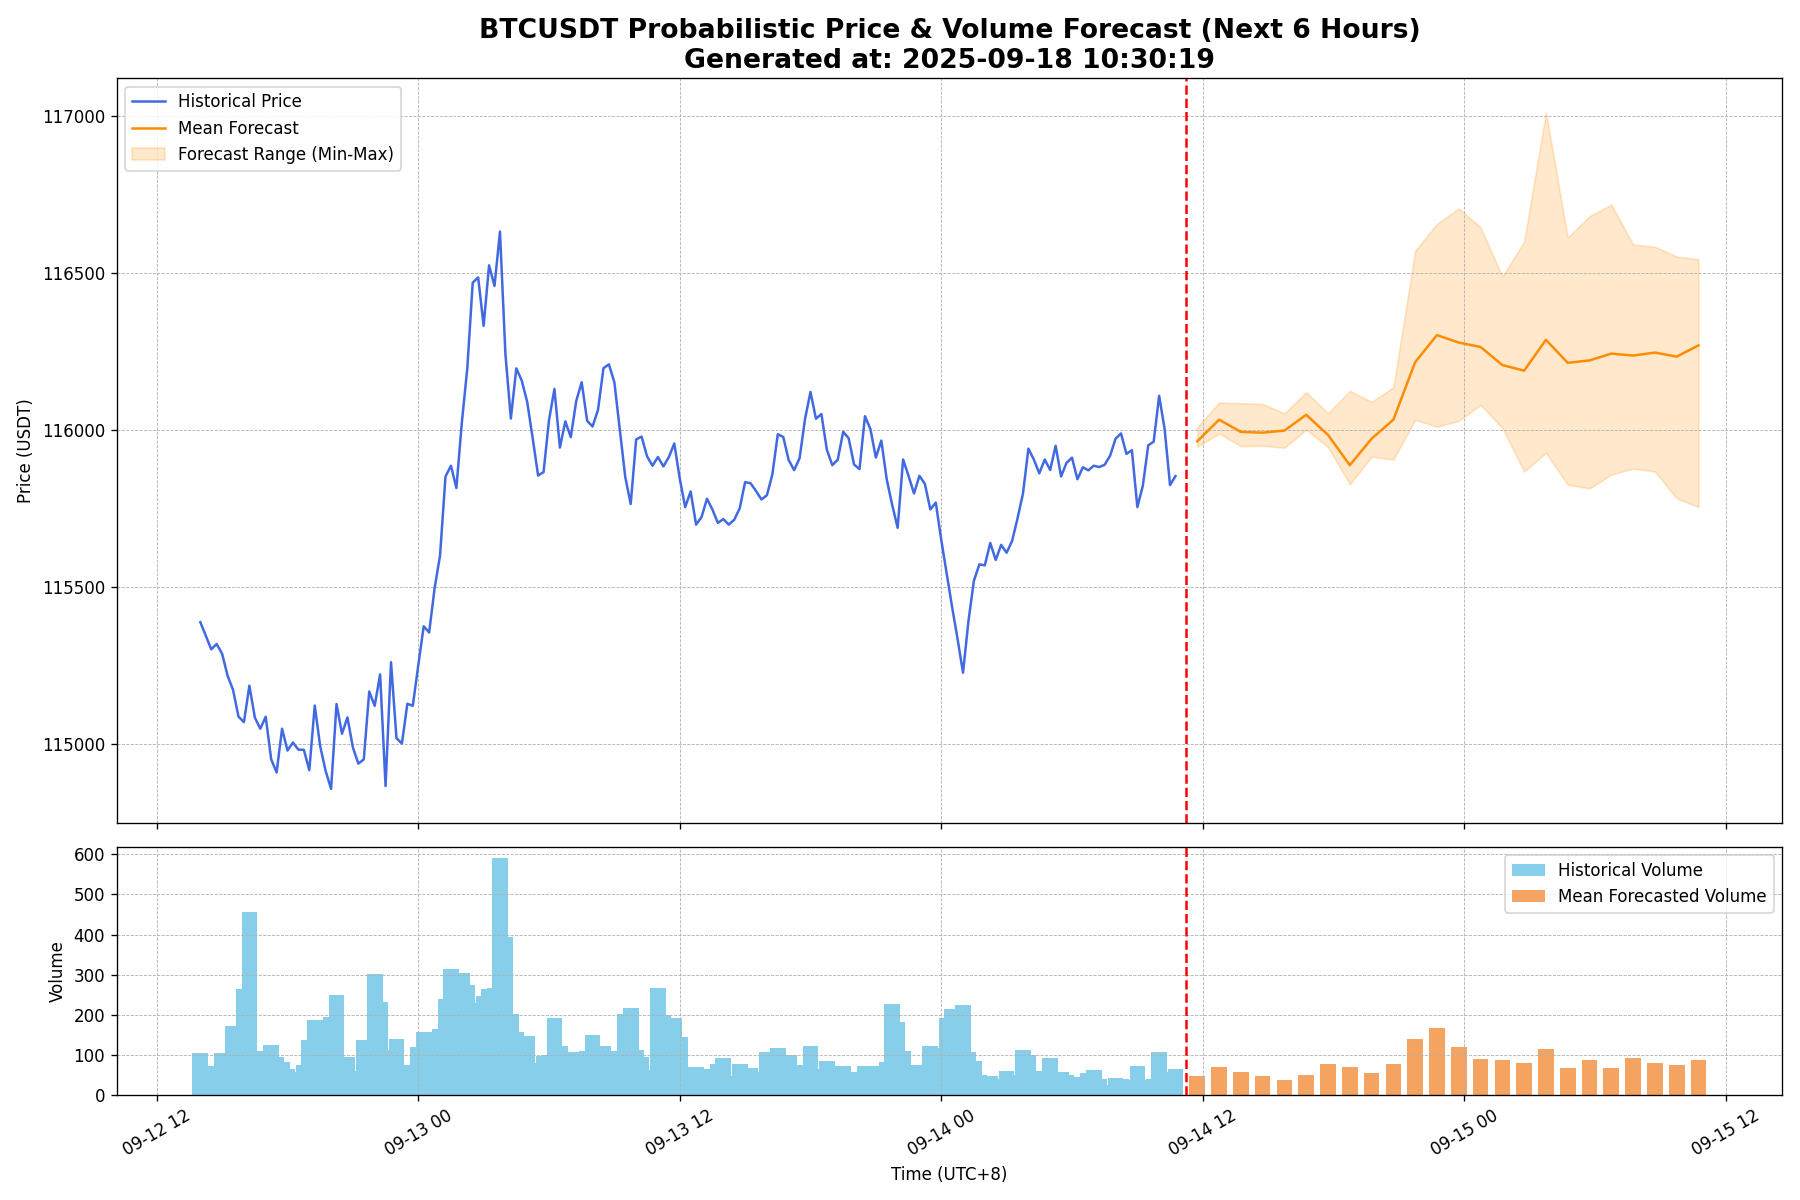 BTCUSDT Probabilistic Price & Volume Forecast (Next 6 Hours)
Generated at: 2025-09-18 10:30:19
Historical Price
Mean Forecast
Forecast Range (Min-Max)
Price (USDT)
117000
116500
116000
115500
115000
Historical Volume
Mean Forecasted Volume
Volume
600
500
400
300
200
100
0
09-12 12
09-13 00
09-13 12
09-14 00
09-14 12
09-15 00
09-15 12
Time (UTC+8)